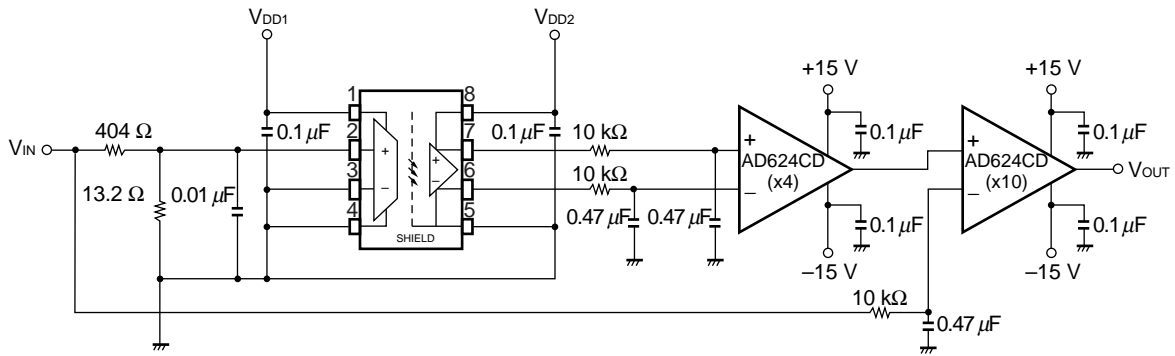 VDD1
VDD2
+15 V
+15 V
1
8
404 Ω
0.1 μF
2
7
0.1 μF
10 kΩ
0.1 μF
0.1 μF
VIN
+
+
–
+
AD624CD
(x4)
–
+
AD624CD
(x10)
–
VOUT
13.2 Ω
0.01 μF
3
–
6
10 kΩ
4
5
SHIELD
0.47 μF
0.47 μF
0.1 μF
0.1 μF
–15 V
–15 V
10 kΩ
0.47 μF